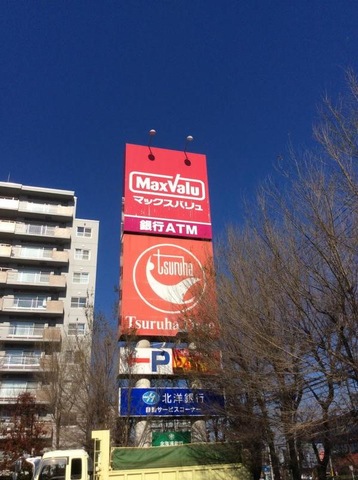 MaxValu
マックスバリュ
銀行ATM
tsuruha
Tsuruha Drug
P
北洋銀行
自動サービスコーナー